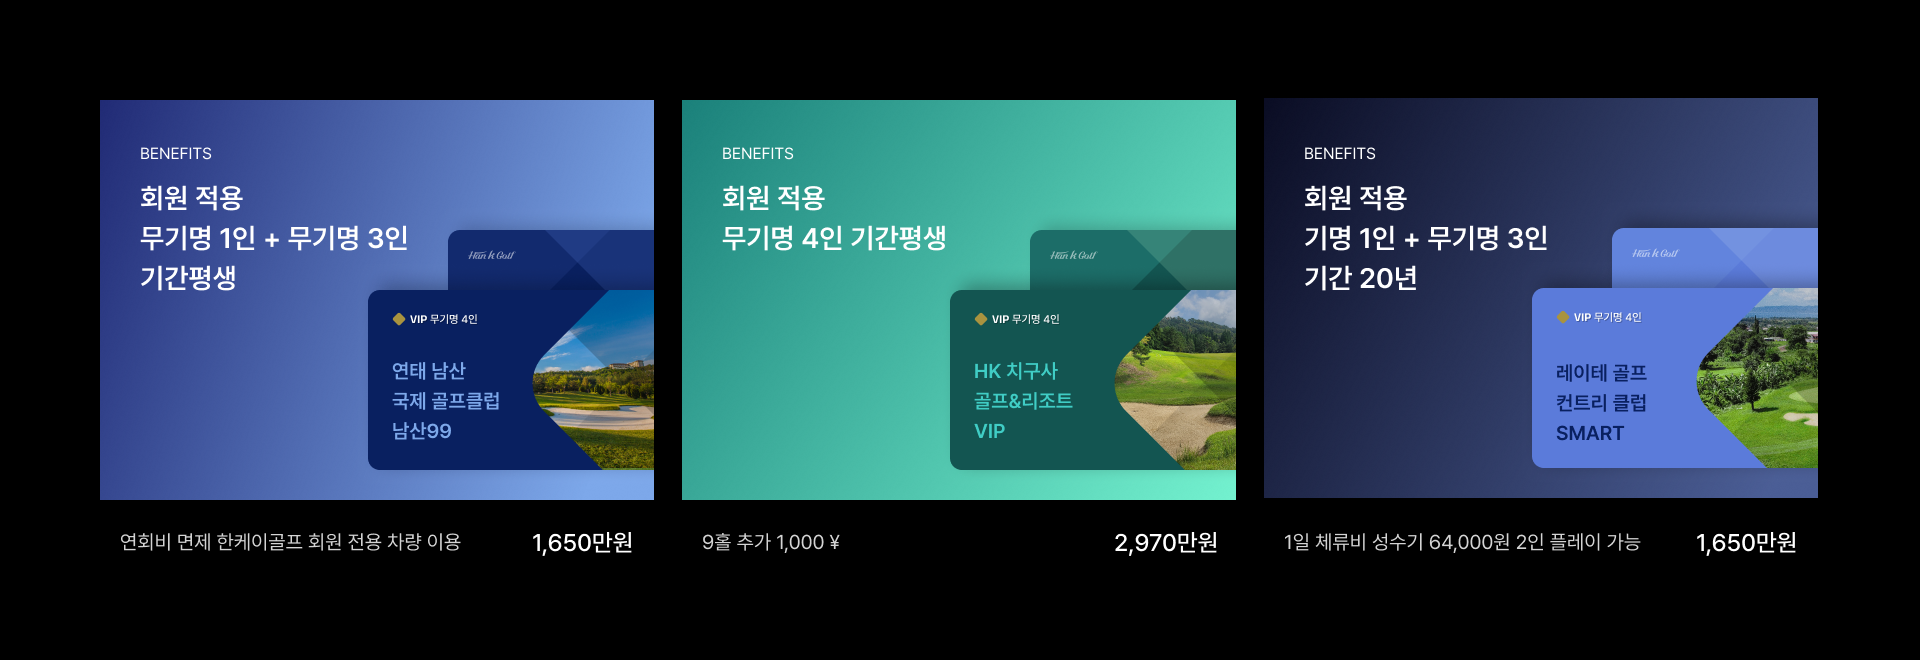 BENEFITS
회원 적용
무기명 1인 + 무기명 3인
기간평생
Han K Golf
VIP 무기명 4인
연태 남산
국제 골프클럽
남산99
연회비 면제 한케이골프 회원 전용 차량 이용
1,650만원
BENEFITS
회원 적용
무기명 4인 기간평생
Han K Golf
VIP 무기명 4인
HK 치구사
골프&리조트
VIP
9홀 추가 1,000 ¥
2,970만원
BENEFITS
회원 적용
기명 1인 + 무기명 3인
기간 20년
Han K Golf
VIP 무기명 4인
레이테 골프
컨트리 클럽
SMART
1일 체류비 성수기 64,000원 2인 플레이 가능
1,650만원